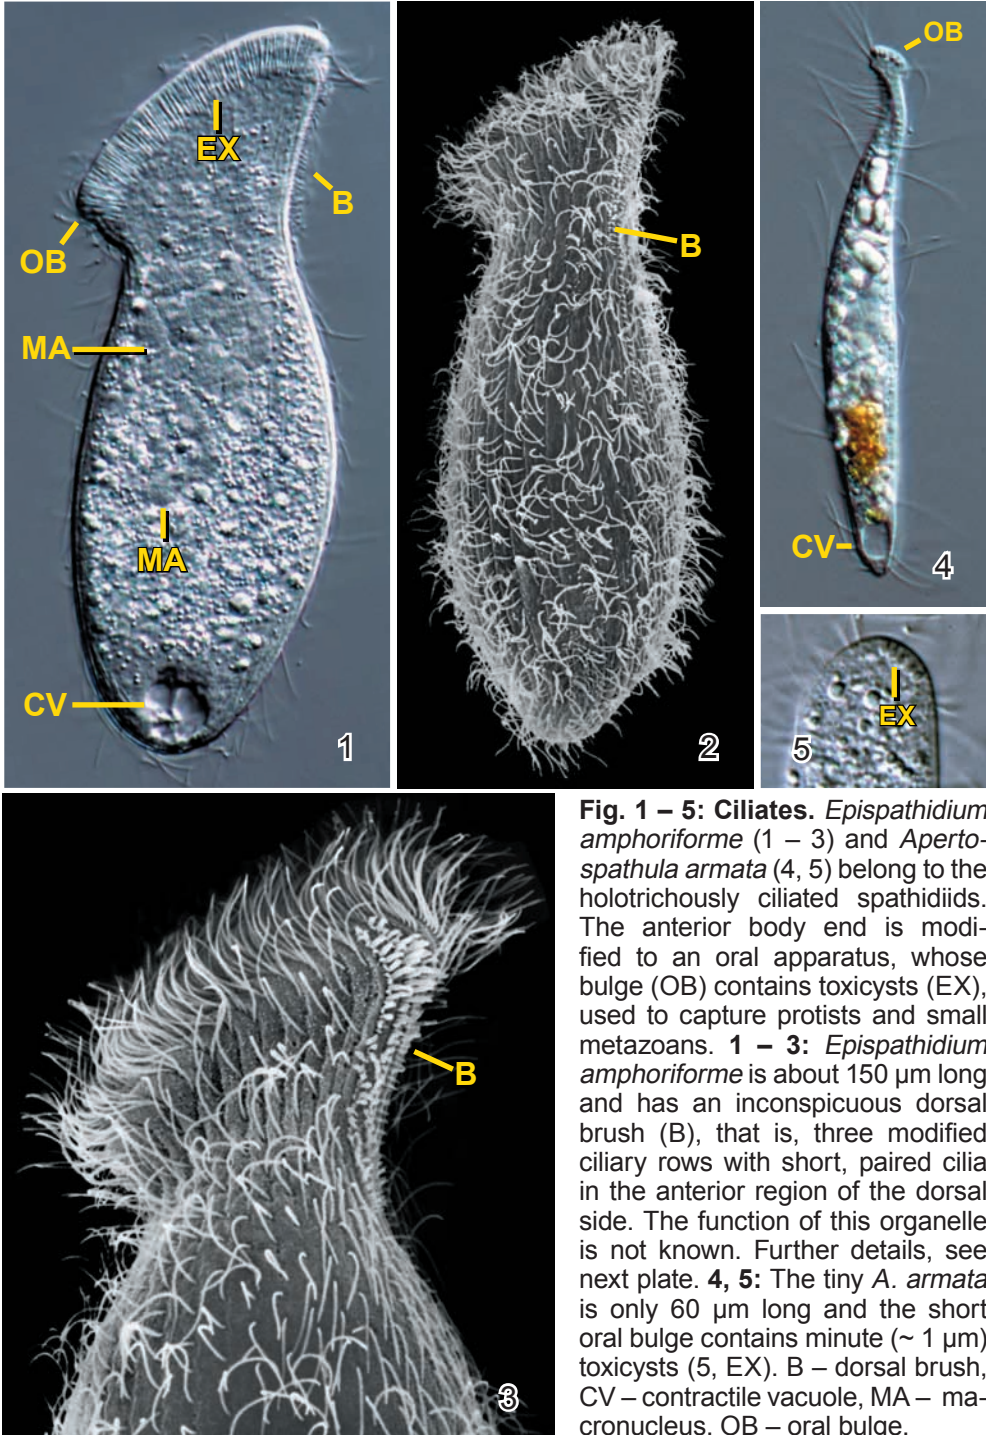 EX
B
OB
MA
MA
CV
1
B
2
OB
CV
4
EX
5
B
3
Fig. 1 – 5: Ciliates. Epispathidium
amphoriforme (1 – 3) and Aperto-
spathula armata (4, 5) belong to the
holotrichously ciliated spathidiids.
The anterior body end is modi-
fied to an oral apparatus, whose
bulge (OB) contains toxicysts (EX),
used to capture protists and small
metazoans. 1 – 3: Epispathidium
amphoriforme is about 150 µm long
and has an inconspicuous dorsal
brush (B), that is, three modified
ciliary rows with short, paired cilia
in the anterior region of the dorsal
side. The function of this organelle
is not known. Further details, see
next plate. 4, 5: The tiny A. armata
is only 60 µm long and the short
oral bulge contains minute (~ 1 µm)
toxicysts (5, EX). B – dorsal brush,
CV – contractile vacuole, MA – ma-
cronucleus, OB – oral bulge.